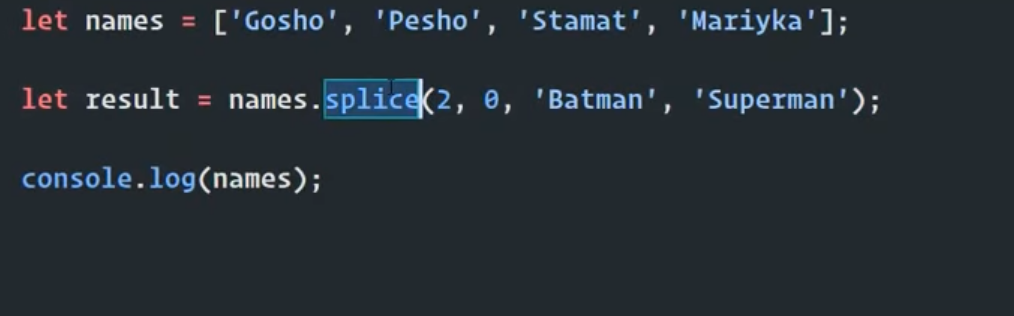 let names = ['Gosho', 'Pesho', 'Stamat', 'Mariyka'];
let result = names.splice(2, 0, 'Batman', 'Superman');
console.log(names);